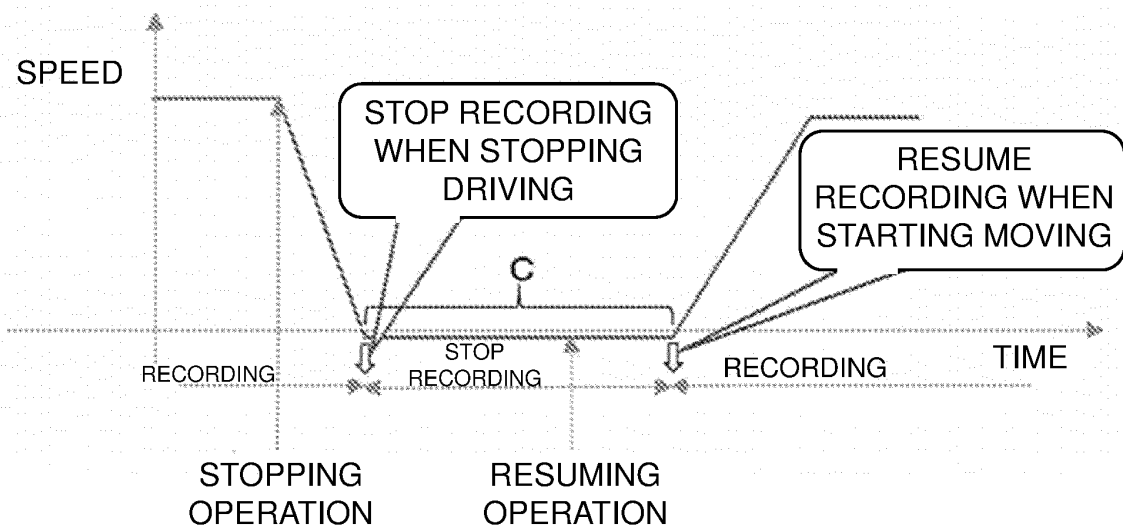 SPEED
STOP RECORDING
WHEN STOPPING
DRIVING
RESUME
RECORDING WHEN
STARTING MOVING
C
TIME
RECORDING
STOP
RECORDING
RECORDING
STOPPING
OPERATION
RESUMING
OPERATION